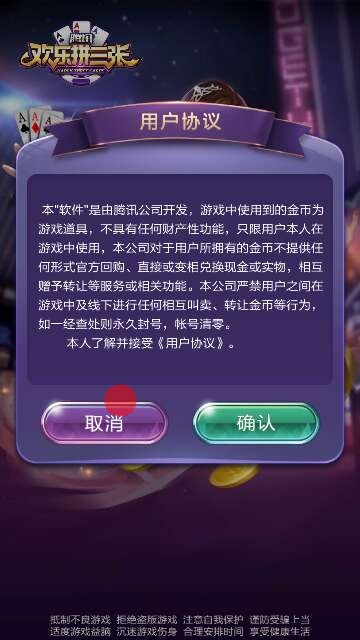 腾讯
欢乐拼三张
用户协议
本"软件"是由腾讯公司开发，游戏中使用到的金币为
游戏道具，不具有任何财产性功能，只限用户本人在
游戏中使用，本公司对于用户所拥有的金币不提供任
何形式官方回购、直接或变相兑换现金或实物，相互
赠予转让等服务或相关功能。本公司严禁用户之间在
游戏中及线下进行任何相互叫卖、转让金币等行为，
如一经查处则永久封号，帐号清零。
本人了解并接受《用户协议》。
取消
确认
抵制不良游戏 拒绝盗版游戏 注意自我保护 谨防受骗上当
适度游戏益脑 沉迷游戏伤身 合理安排时间 享受健康生活